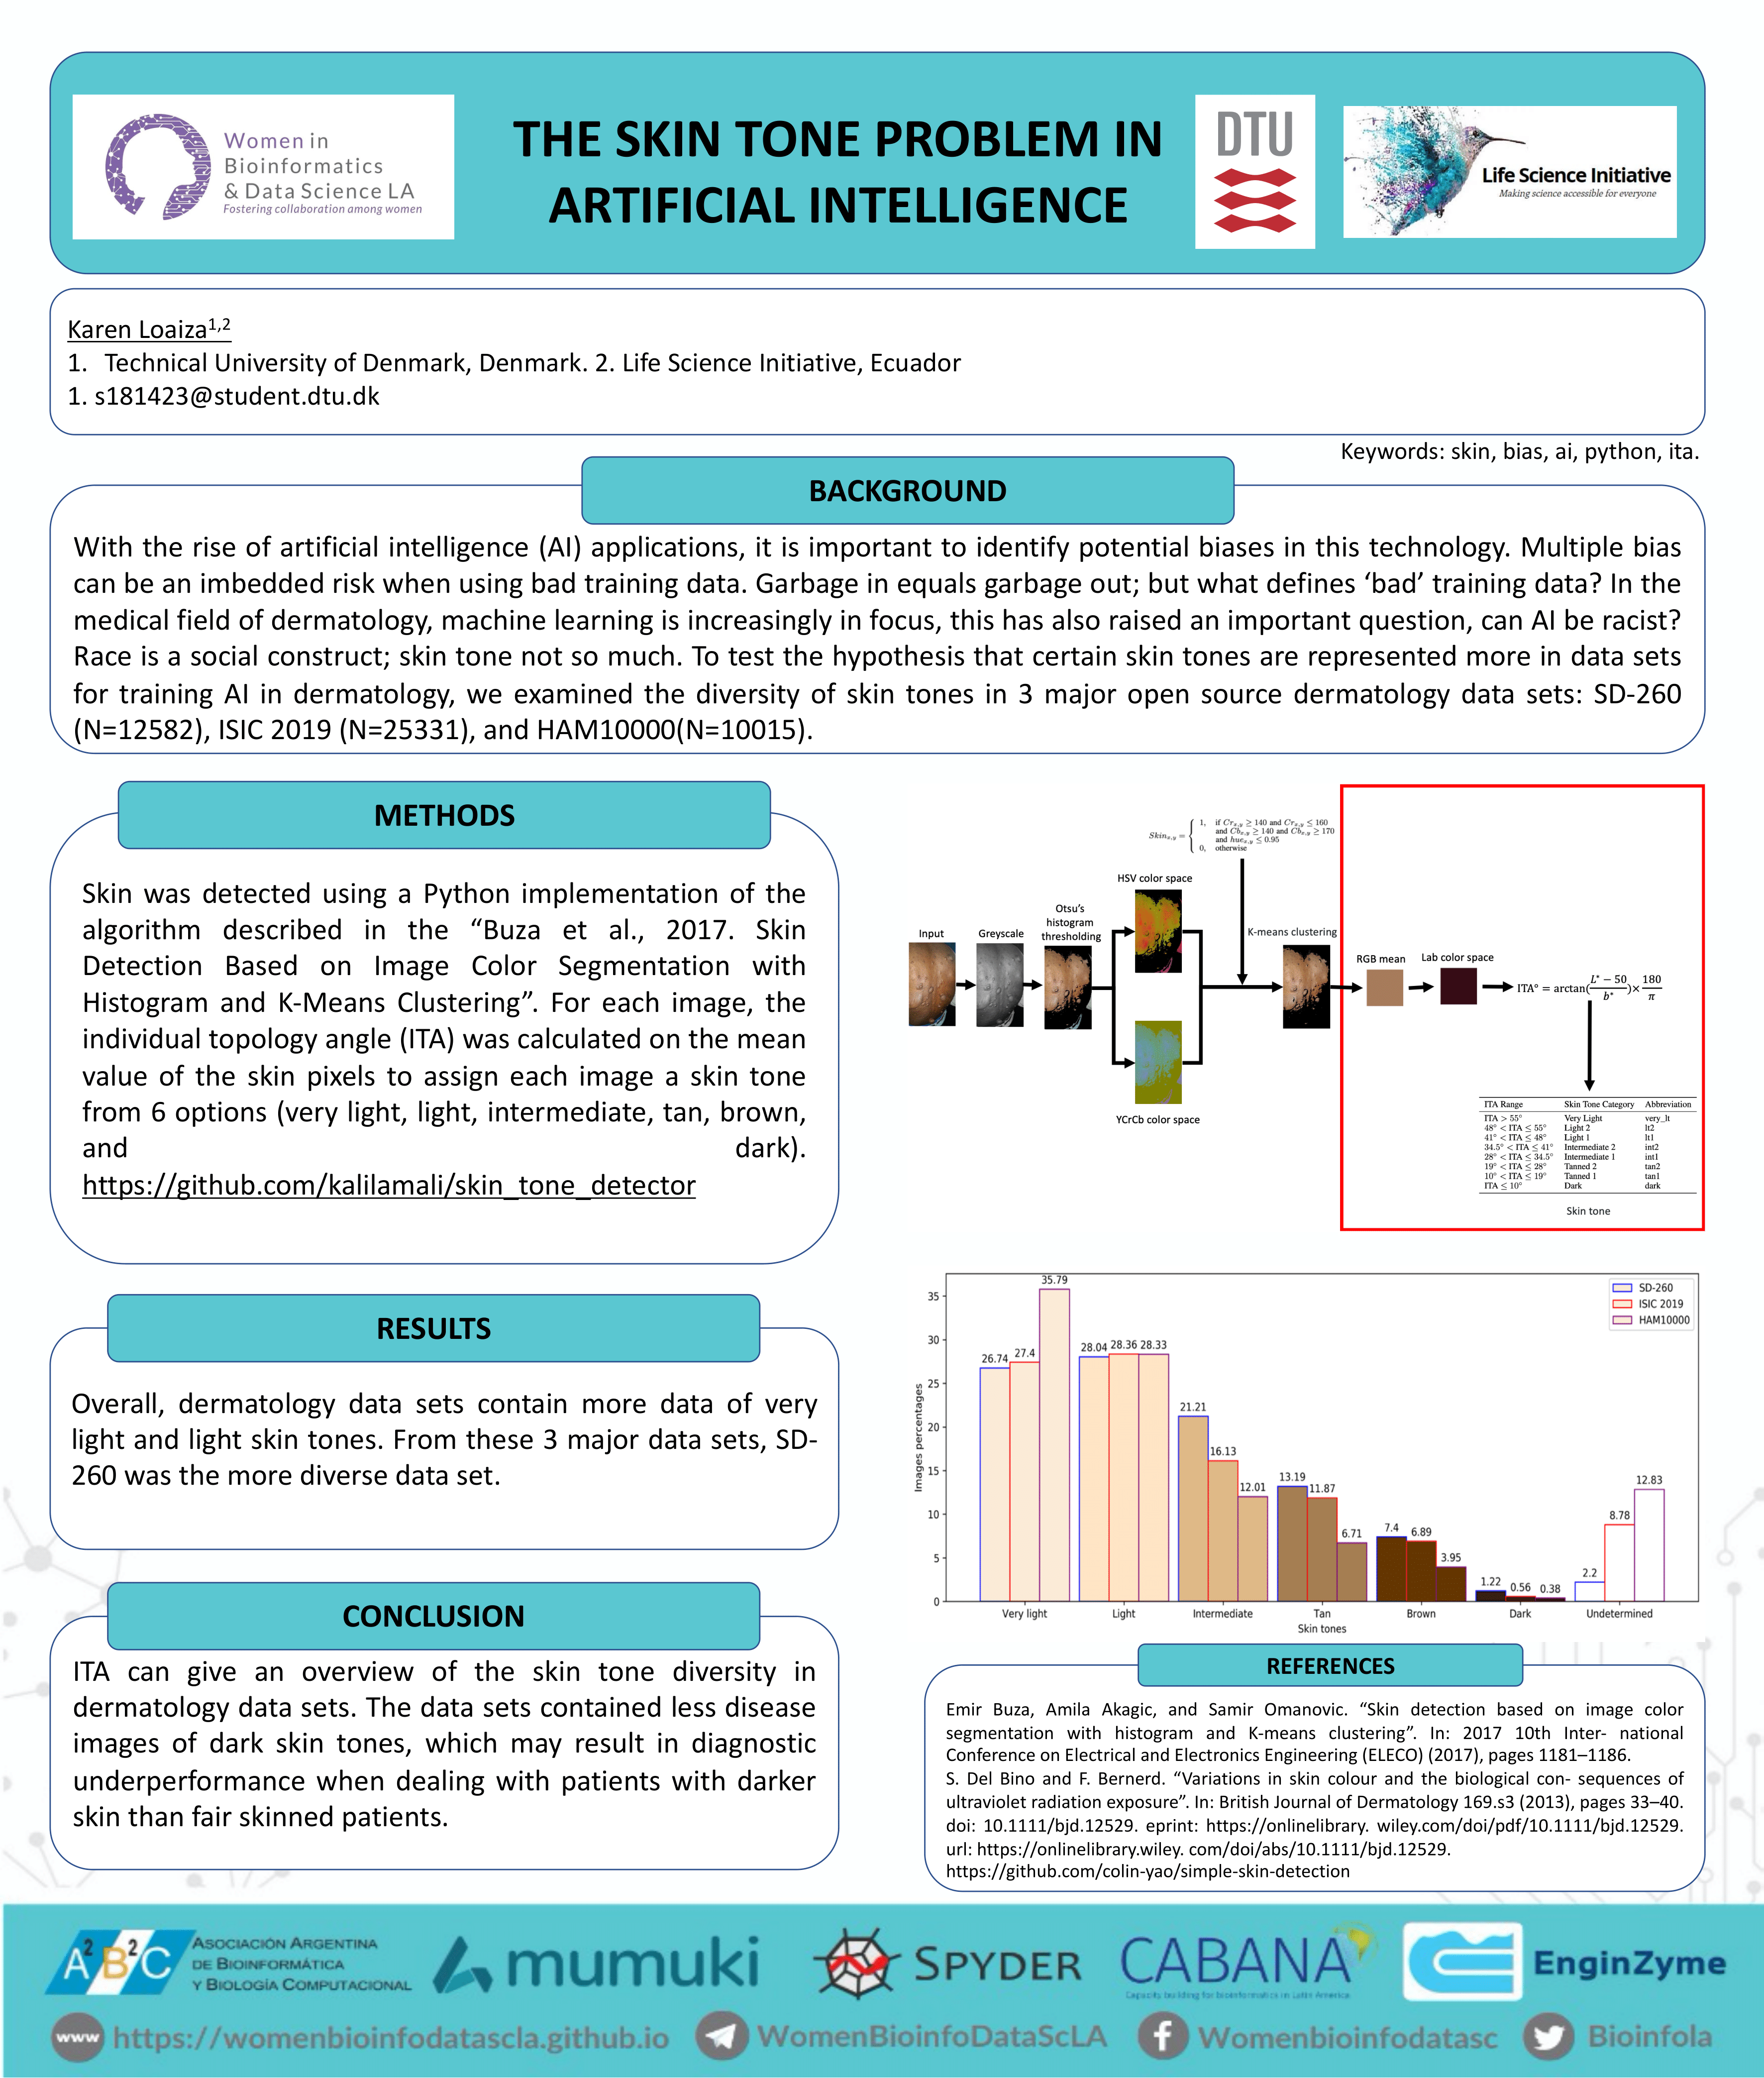 Women in
Bioinformatics
& Data Science LA
Fostering collaboration among women
THE SKIN TONE PROBLEM IN
ARTIFICIAL INTELLIGENCE
DTU
Life Science Initiative
Making science accessible for everyone
Karen Loaiza1,2
1. Technical University of Denmark, Denmark. 2. Life Science Initiative, Ecuador
1. s181423@student.dtu.dk
Keywords: skin, bias, ai, python, ita.
BACKGROUND
With the rise of artificial intelligence (AI) applications, it is important to identify potential biases in this technology. Multiple bias
can be an imbedded risk when using bad training data. Garbage in equals garbage out; but what defines ‘bad’ training data? In the
medical field of dermatology, machine learning is increasingly in focus, this has also raised an important question, can AI be racist?
Race is a social construct; skin tone not so much. To test the hypothesis that certain skin tones are represented more in data sets
for training AI in dermatology, we examined the diversity of skin tones in 3 major open source dermatology data sets: SD-260
(N=12582), ISIC 2019 (N=25331), and HAM10000(N=10015).
METHODS
Skin was detected using a Python implementation of the
algorithm described in the “Buza et al., 2017. Skin
Detection Based on Image Color Segmentation with
Histogram and K-Means Clustering”. For each image, the
individual topology angle (ITA) was calculated on the mean
value of the skin pixels to assign each image a skin tone
from 6 options (very light, light, intermediate, tan, brown,
and dark).
https://github.com/kalilamali/skin_tone_detector
Skin x,y = { 1, if Cr x,y ≥ 140 and Cr x,y ≤ 160
and Cb x,y ≥ 140 and Cb x,y ≥ 170
and hue x,y ≤ 0.95
0, otherwise
Input
Greyscale
Otsu’s
histogram
thresholding
HSV color space
YCrCb color space
K-means clustering
RGB mean
Lab color space
ITA° = arctan(L* − 50 / b*) × 180 / π
ITA Range Skin Tone Category Abbreviation
ITA > 55° Very Light very_lt
48° < ITA ≤ 55° Light 2 lt2
41° < ITA ≤ 48° Light 1 lt1
34.5° < ITA ≤ 41° Intermediate 2 int2
28° < ITA ≤ 34.5° Intermediate 1 int1
19° < ITA ≤ 28° Tanned 2 tan2
10° < ITA ≤ 19° Tanned 1 tan1
ITA ≤ 10° Dark dark
Skin tone
RESULTS
Overall, dermatology data sets contain more data of very
light and light skin tones. From these 3 major data sets, SD-
260 was the more diverse data set.
Images percentages
35
30
25
20
15
10
5
0
26.74 27.4 35.79
28.04 28.36 28.33
21.21 16.13 12.01
13.19 11.87 6.71
7.4 6.89 3.95
1.22 0.56 0.38
2.2 8.78 12.83
SD-260
ISIC 2019
HAM10000
Very light Light Intermediate Tan Brown Dark Undetermined
Skin tones
CONCLUSION
ITA can give an overview of the skin tone diversity in
dermatology data sets. The data sets contained less disease
images of dark skin tones, which may result in diagnostic
underperformance when dealing with patients with darker
skin than fair skinned patients.
REFERENCES
Emir Buza, Amila Akagic, and Samir Omanovic. “Skin detection based on image color
segmentation with histogram and K-means clustering”. In: 2017 10th Inter- national
Conference on Electrical and Electronics Engineering (ELECO) (2017), pages 1181–1186.
S. Del Bino and F. Bernerd. “Variations in skin colour and the biological con- sequences of
ultraviolet radiation exposure”. In: British Journal of Dermatology 169.s3 (2013), pages 33–40.
doi: 10.1111/bjd.12529. eprint: https://onlinelibrary. wiley.com/doi/pdf/10.1111/bjd.12529.
url: https://onlinelibrary.wiley. com/doi/abs/10.1111/bjd.12529.
https://github.com/colin-yao/simple-skin-detection
A2B2C
ASOCIACIÓN ARGENTINA
DE BIOINFORMÁTICA
Y BIOLOGÍA COMPUTACIONAL
mumuki
SPYDER
CABANA
Capacity building for bioinformatics in Latin America
EnginZyme
www https://womenbioinfodatascla.github.io
WomenBioinfoDataScLA
f Womenbioinfodatasc
Bioinfola